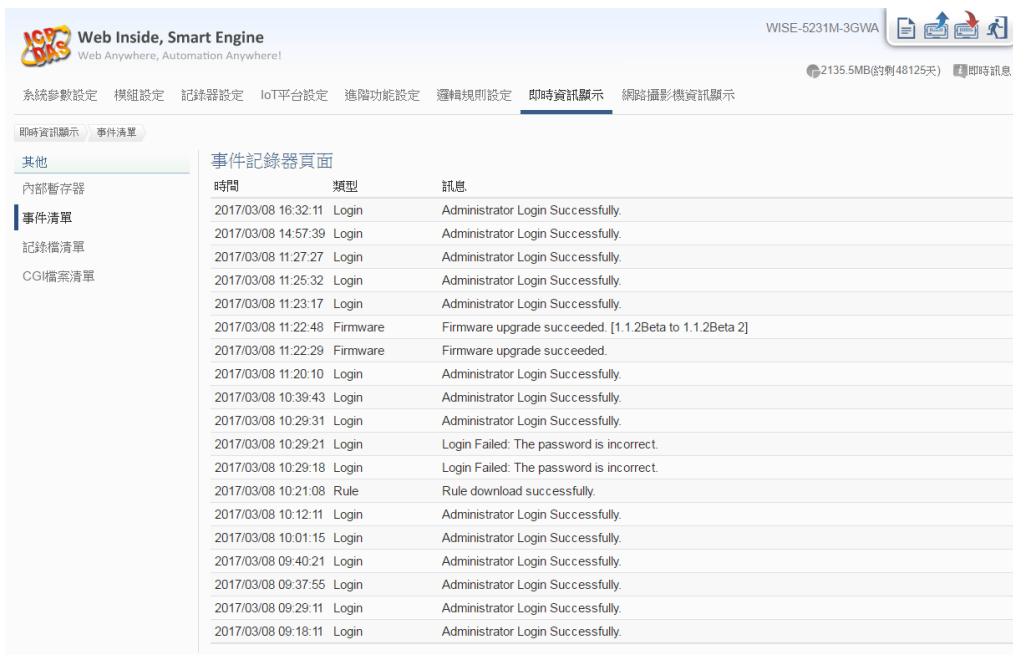 ICP DAS
Web Inside, Smart Engine
Web Anywhere, Automation Anywhere!
WISE-5231M-3GWA
2135.5MB(約剩48125天) 即時訊息
系統參數設定 模組設定 記錄器設定 IoT平台設定 進階功能設定 邏輯規則設定 即時資訊顯示 網路攝影機資訊顯示
即時資訊顯示 事件清單
其他
內部暫存器
事件清單
記錄檔清單
CGI檔案清單
事件記錄器頁面
時間 類型 訊息
2017/03/08 16:32:11 Login Administrator Login Successfully.
2017/03/08 14:57:39 Login Administrator Login Successfully.
2017/03/08 11:27:27 Login Administrator Login Successfully.
2017/03/08 11:25:32 Login Administrator Login Successfully.
2017/03/08 11:23:17 Login Administrator Login Successfully.
2017/03/08 11:22:48 Firmware Firmware upgrade succeeded. [1.1.2Beta to 1.1.2Beta 2]
2017/03/08 11:22:29 Firmware Firmware upgrade succeeded.
2017/03/08 11:20:10 Login Administrator Login Successfully.
2017/03/08 10:39:43 Login Administrator Login Successfully.
2017/03/08 10:29:31 Login Administrator Login Successfully.
2017/03/08 10:29:21 Login Login Failed: The password is incorrect.
2017/03/08 10:29:18 Login Login Failed: The password is incorrect.
2017/03/08 10:21:08 Rule Rule download successfully.
2017/03/08 10:12:11 Login Administrator Login Successfully.
2017/03/08 10:01:15 Login Administrator Login Successfully.
2017/03/08 09:40:21 Login Administrator Login Successfully.
2017/03/08 09:37:55 Login Administrator Login Successfully.
2017/03/08 09:29:11 Login Administrator Login Successfully.
2017/03/08 09:18:11 Login Administrator Login Successfully.